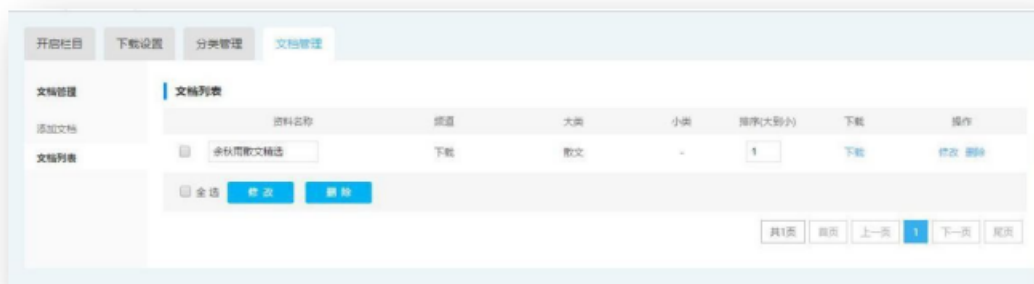 开启栏目 下载设置 分类管理 文档管理
文档管理
添加文档
文档列表
文档列表
资料名称 频道 大类 小类 排序(大到小) 下载 操作
余秋雨散文精选 下载 散文 - 1 下载 修改 删除
全选 修改 删除
共1页 首页 上一页 1 下一页 尾页